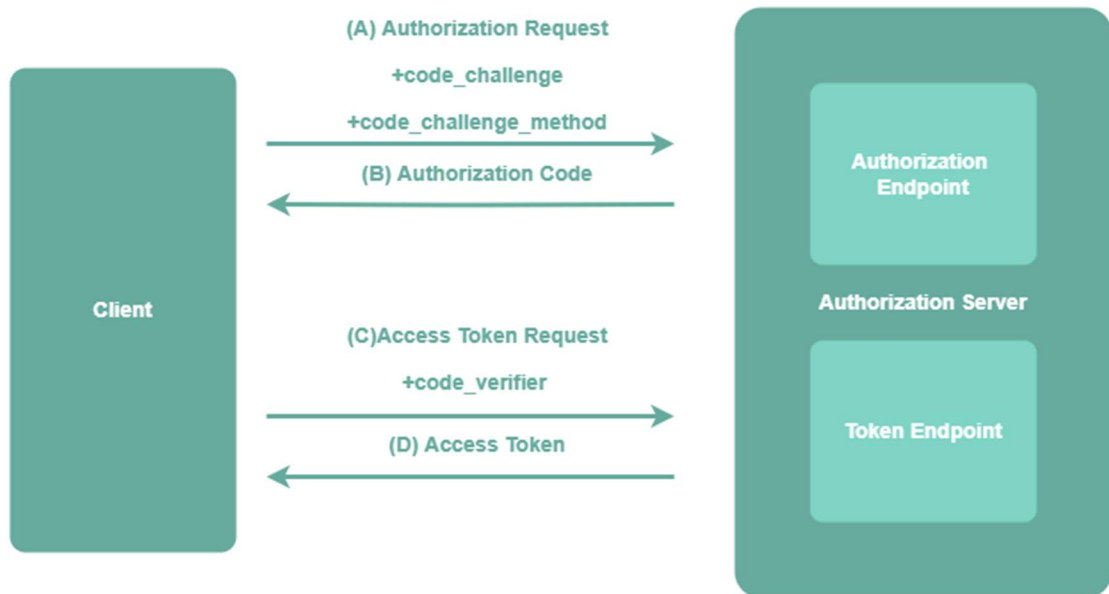 (A) Authorization Request
+code_challenge
+code_challenge_method
(B) Authorization Code
Authorization
Endpoint
Client
Authorization Server
(C)Access Token Request
+code_verifier
(D) Access Token
Token Endpoint